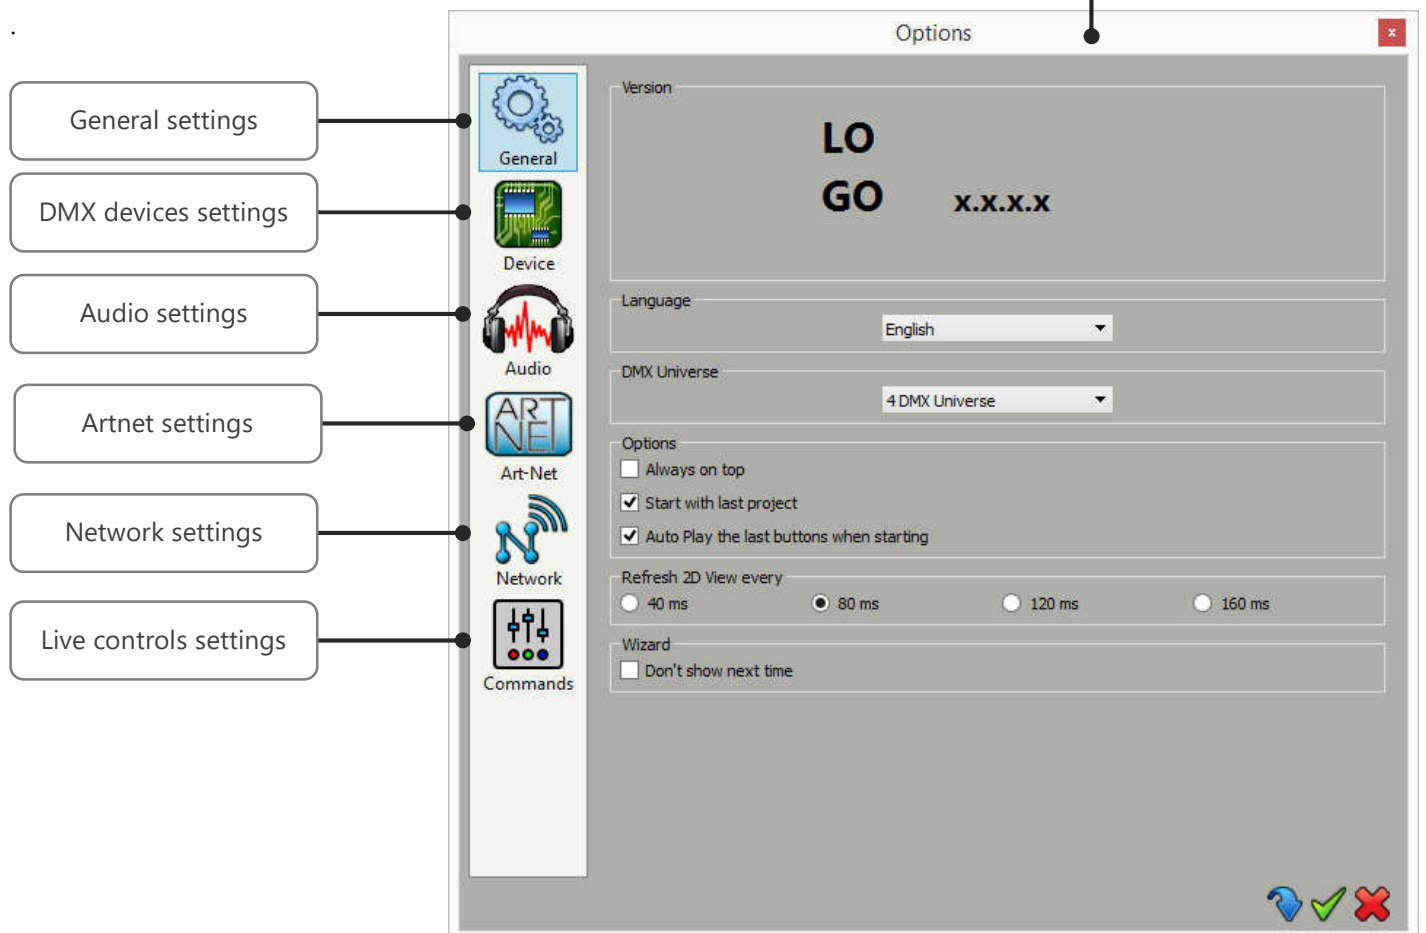 .
Options
x
General settings
DMX devices settings
Audio settings
Artnet settings
Network settings
Live controls settings
General
Device
Audio
ART
NET
Art-Net
Network
Commands
Version
LO
GO x.x.x.x
Language
English
DMX Universe
4 DMX Universe
Options
Always on top
Start with last project
Auto Play the last buttons when starting
Refresh 2D View every
40 ms 80 ms 120 ms 160 ms
Wizard
Don't show next time